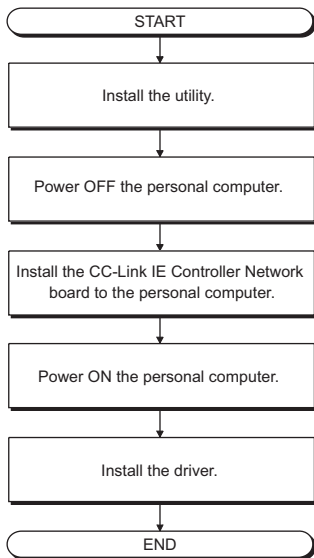 START
Install the utility.
Power OFF the personal computer.
Install the CC-Link IE Controller Network
board to the personal computer.
Power ON the personal computer.
Install the driver.
END